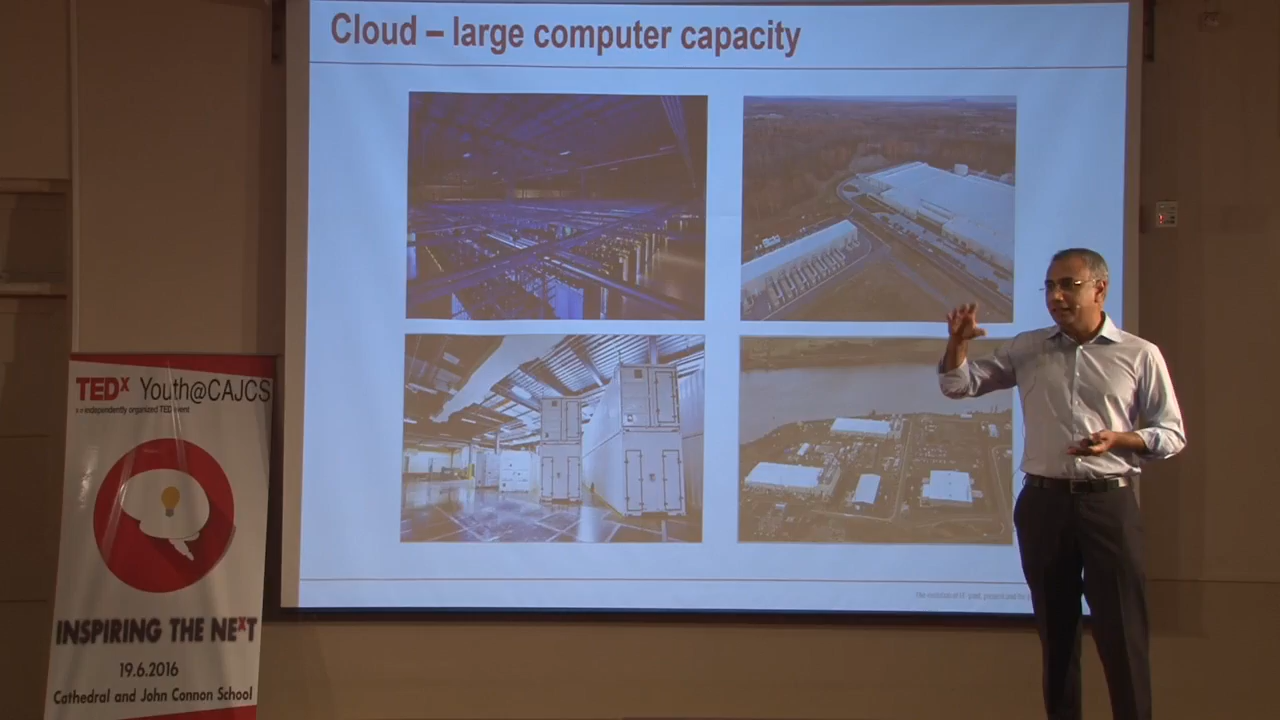 Cloud – large computer capacity
TEDx Youth@CAJCS
x = independently organized TED event
INSPIRING THE NEXT
19.6.2016
Cathedral and John Connon School